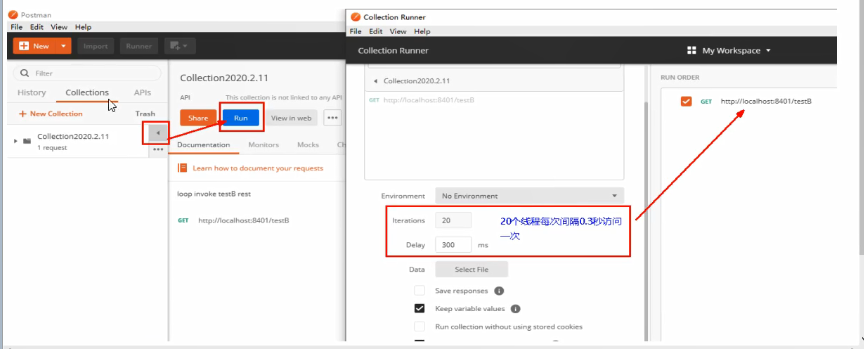 Postman
File Edit View Help
New
Import
Runner
Filter
History Collections APIs
+ New Collection Trash
Collection2020.2.11
1 request
Collection2020.2.11
API This collection is not linked to any API
Share Run View in web
Documentation Monitors Mocks
Learn how to document your requests
loop invoke testB rest
GET http://localhost:8401/testB
Collection Runner
File Edit View Help
Collection Runner
My Workspace
Collection2020.2.11
GET http://localhost:8401/testB
Environment No Environment
Iterations 20
Delay 300 ms
20个线程每次间隔0.3秒访问
一次
Data Select File
Save responses
Keep variable values
Run collection without using stored cookies
RUN ORDER
GET http://localhost:8401/testB